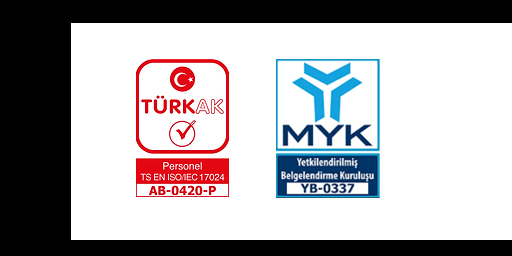 TÜRKAK
Personel
TS EN ISO/IEC 17024
AB-0420-P
MYK
Yetkilendirilmiş
Belgelendirme Kuruluşu
YB-0337